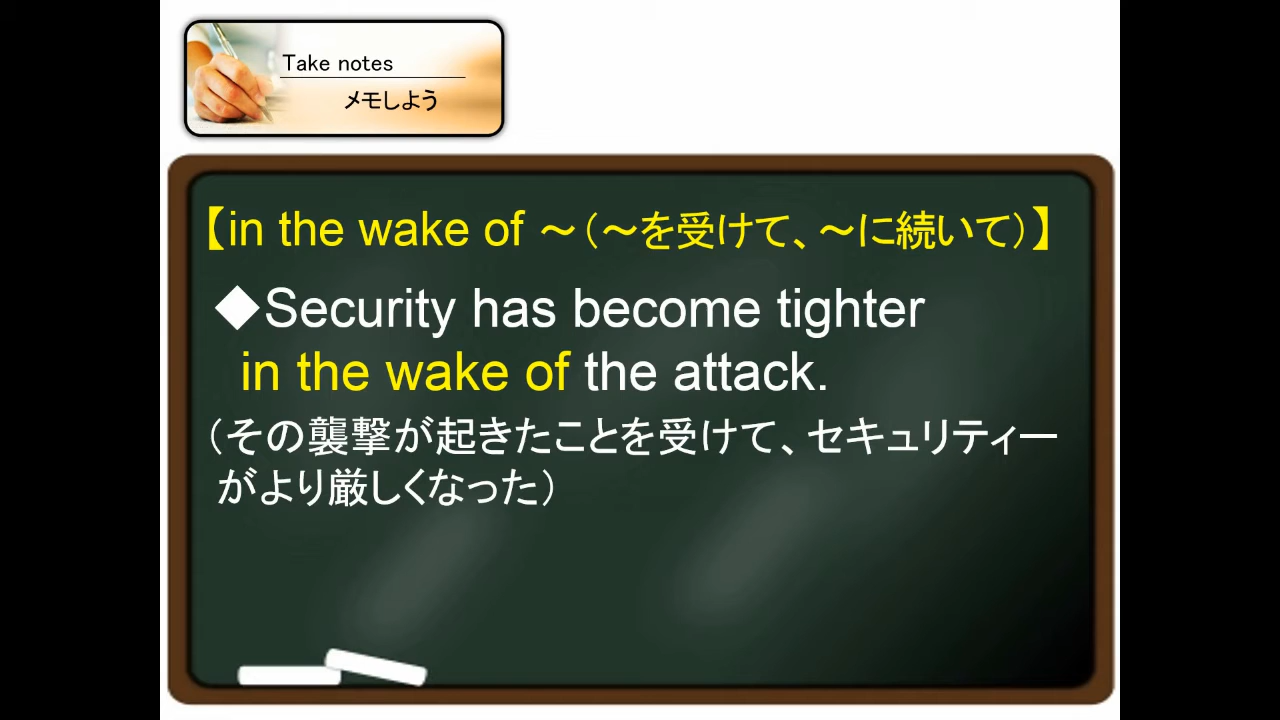 Take notes
メモしよう
【in the wake of ～（～を受けて、～に続いて）】
◆Security has become tighter
in the wake of the attack.
（その襲撃が起きたことを受けて、セキュリティー
がより厳しくなった）